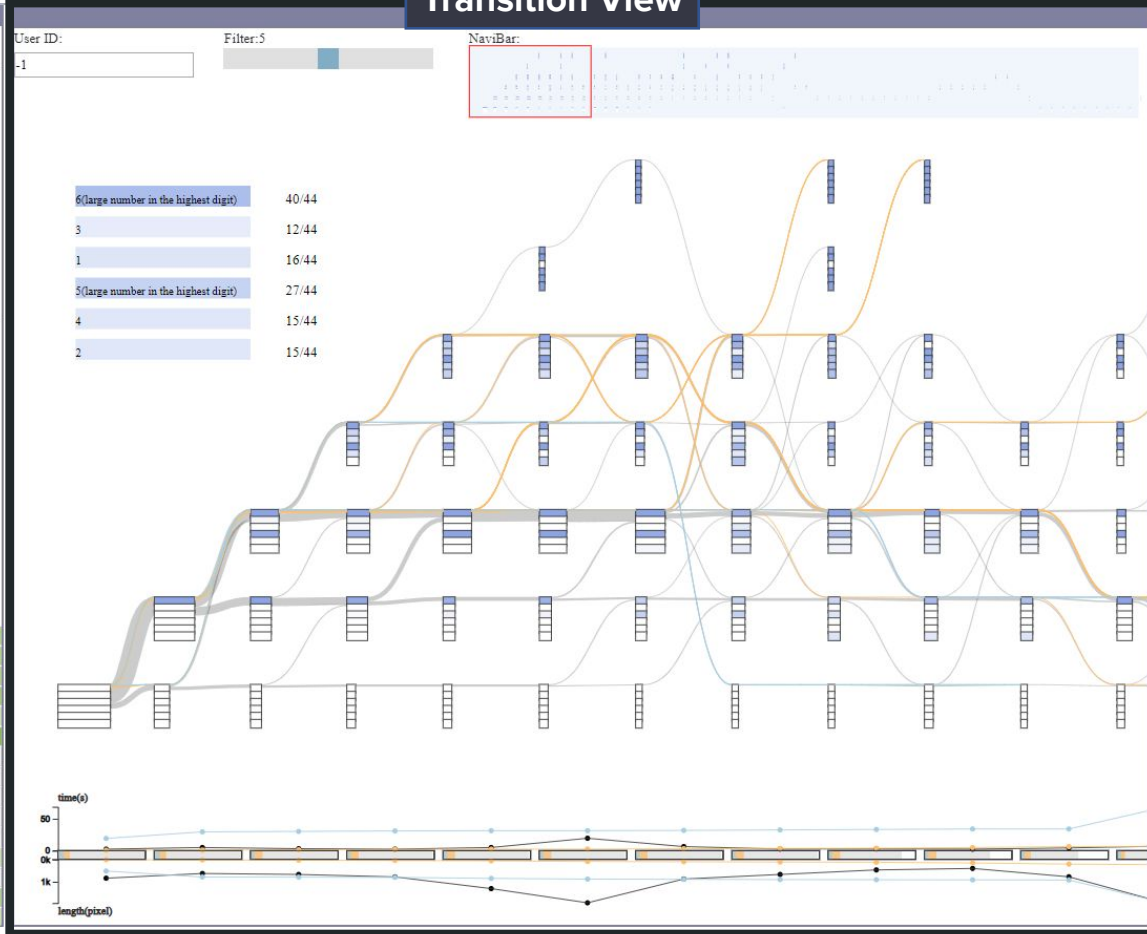 Transition View
User ID:
Filter:5
NaviBar:
-1
6(large number in the highest digit) 40/44
3 12/44
1 16/44
5(large number in the highest digit) 27/44
4 15/44
2 15/44
time(s)
50
0
0k
1k
length(pixel)